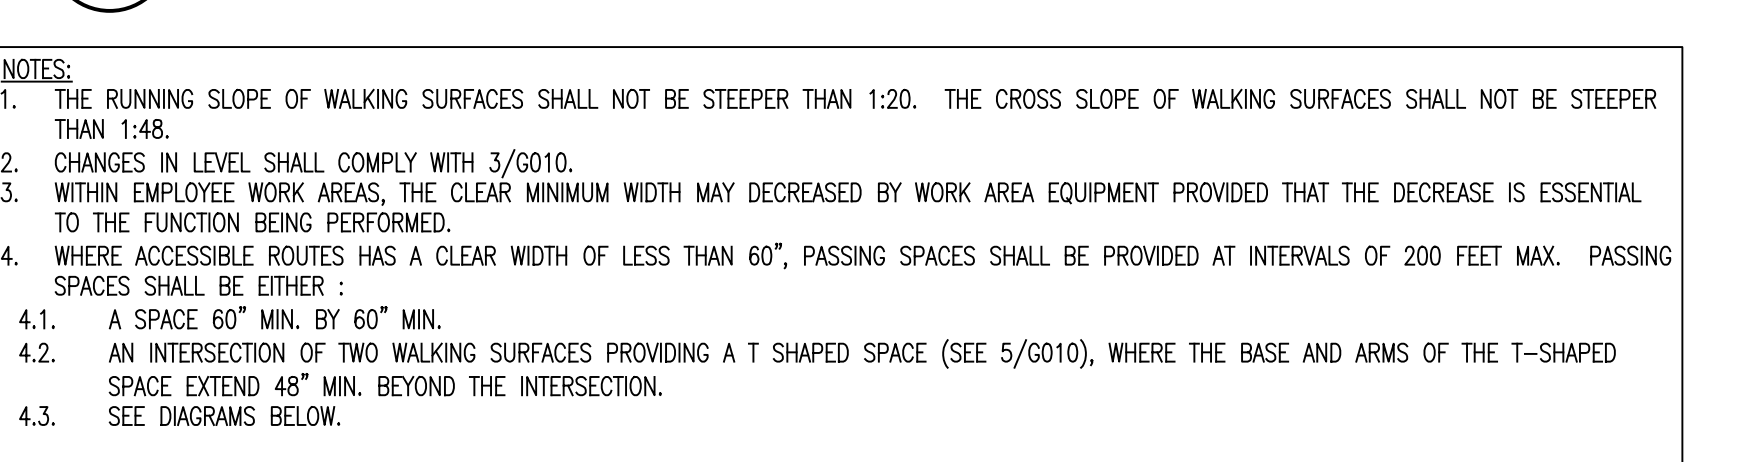 NOTES:
1. THE RUNNING SLOPE OF WALKING SURFACES SHALL NOT BE STEEPER THAN 1:20. THE CROSS SLOPE OF WALKING SURFACES SHALL NOT BE STEEPER
THAN 1:48.
2. CHANGES IN LEVEL SHALL COMPLY WITH 3/G010.
3. WITHIN EMPLOYEE WORK AREAS, THE CLEAR MINIMUM WIDTH MAY DECREASED BY WORK AREA EQUIPMENT PROVIDED THAT THE DECREASE IS ESSENTIAL
TO THE FUNCTION BEING PERFORMED.
4. WHERE ACCESSIBLE ROUTES HAS A CLEAR WIDTH OF LESS THAN 60", PASSING SPACES SHALL BE PROVIDED AT INTERVALS OF 200 FEET MAX. PASSING
SPACES SHALL BE EITHER :
4.1. A SPACE 60" MIN. BY 60" MIN.
4.2. AN INTERSECTION OF TWO WALKING SURFACES PROVIDING A T SHAPED SPACE (SEE 5/G010), WHERE THE BASE AND ARMS OF THE T-SHAPED
SPACE EXTEND 48" MIN. BEYOND THE INTERSECTION.
4.3. SEE DIAGRAMS BELOW.